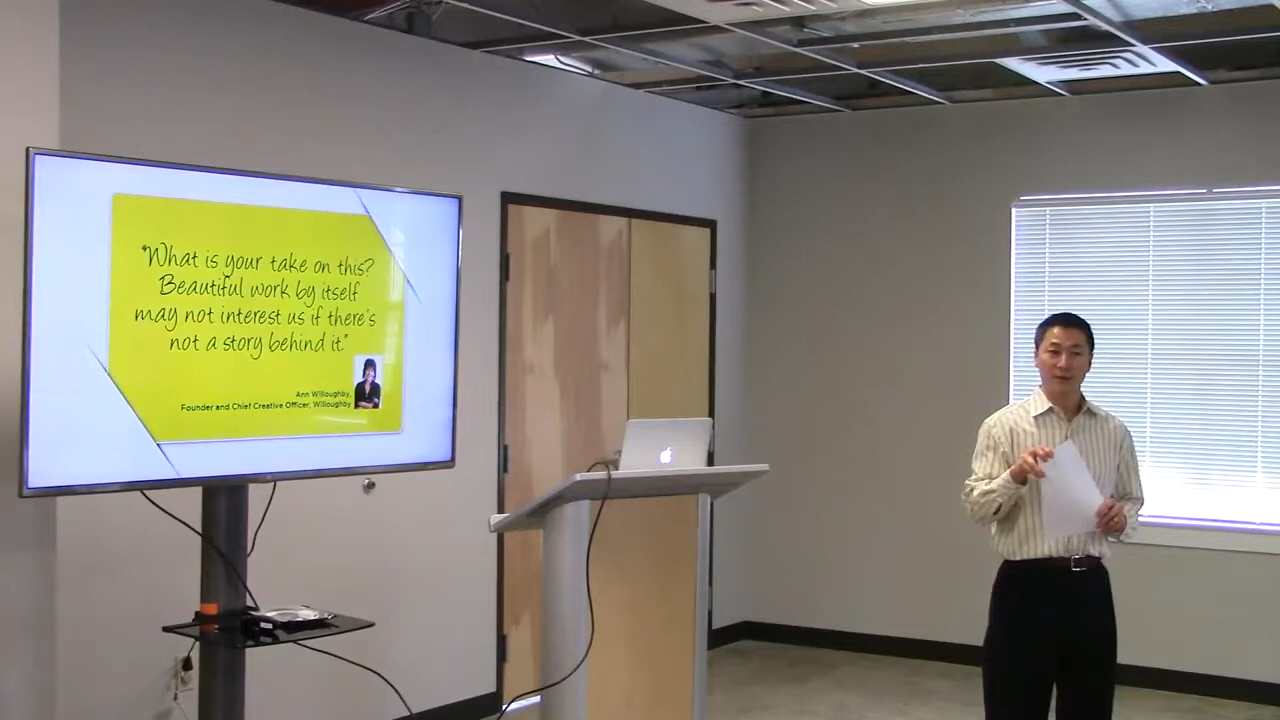 "What is your take on this?
Beautiful work by itself
may not interest us if there's
not a story behind it."
Ann Willoughby,
Founder and Chief Creative Officer, Willoughby